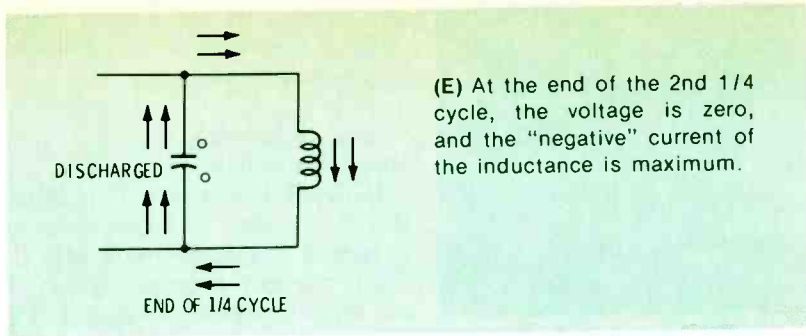 DISCHARGED
o
o
END OF 1/4 CYCLE
(E) At the end of the 2nd 1/4
cycle, the voltage is zero,
and the "negative" current of
the inductance is maximum.